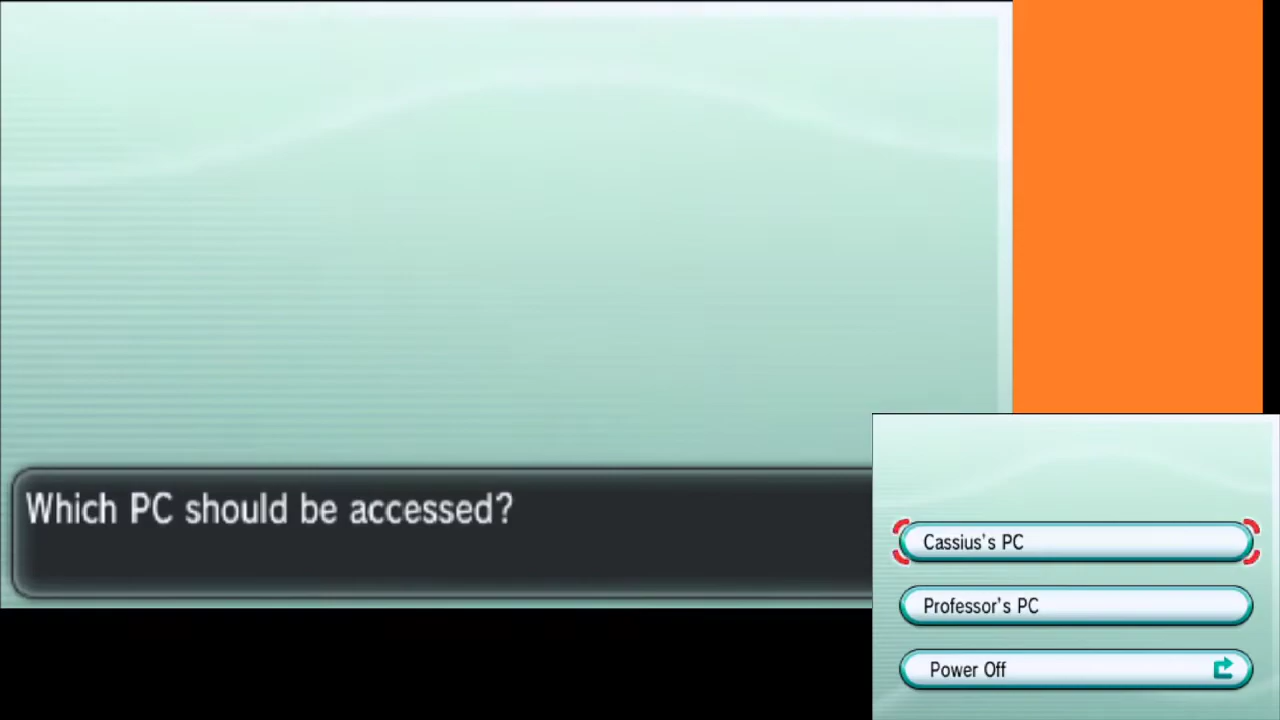 Which PC should be accessed?
Cassius's PC
Professor's PC
Power Off